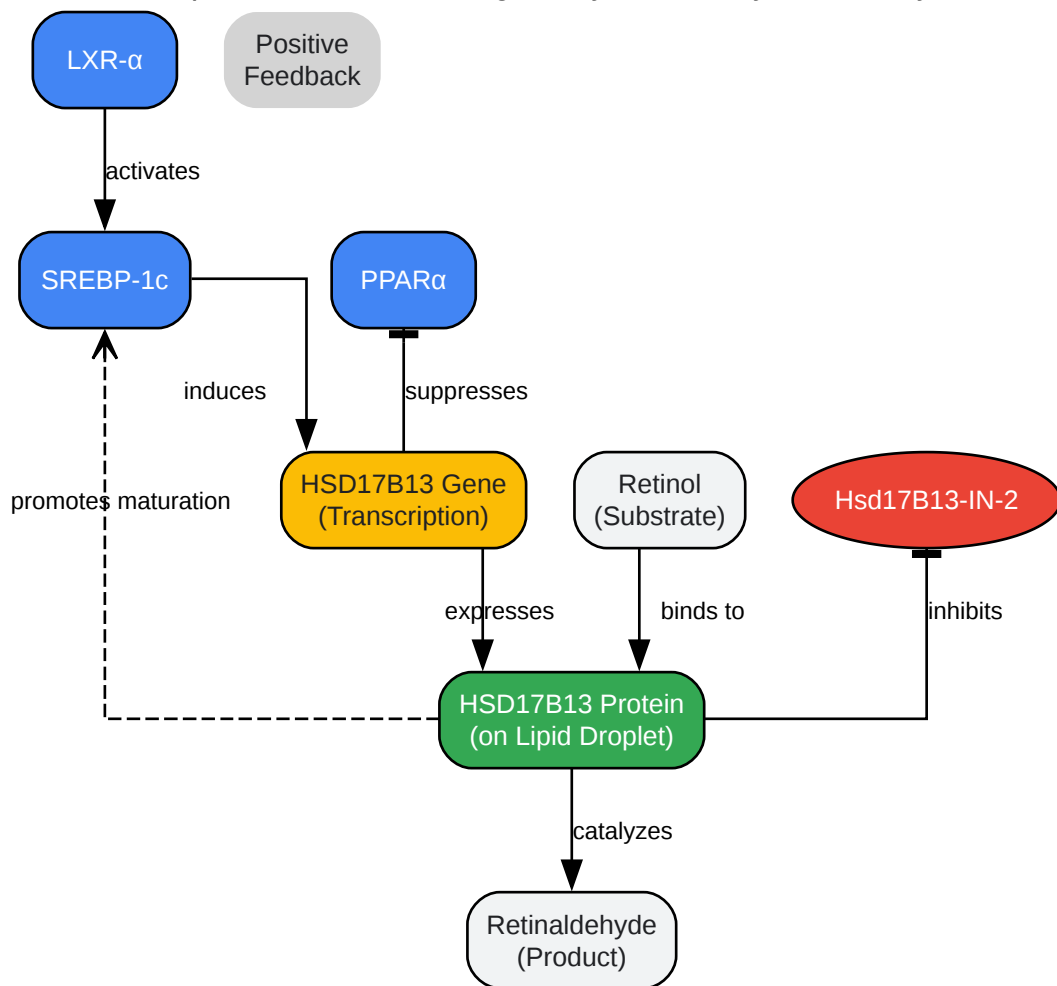 LXR-α
Positive
Feedback
activates
SREBP-1c
PPARα
induces
suppresses
HSD17B13 Gene
(Transcription)
Retinol
(Substrate)
Hsd17B13-IN-2
promotes maturation
expresses
binds to
inhibits
HSD17B13 Protein
(on Lipid Droplet)
catalyzes
Retinaldehyde
(Product)